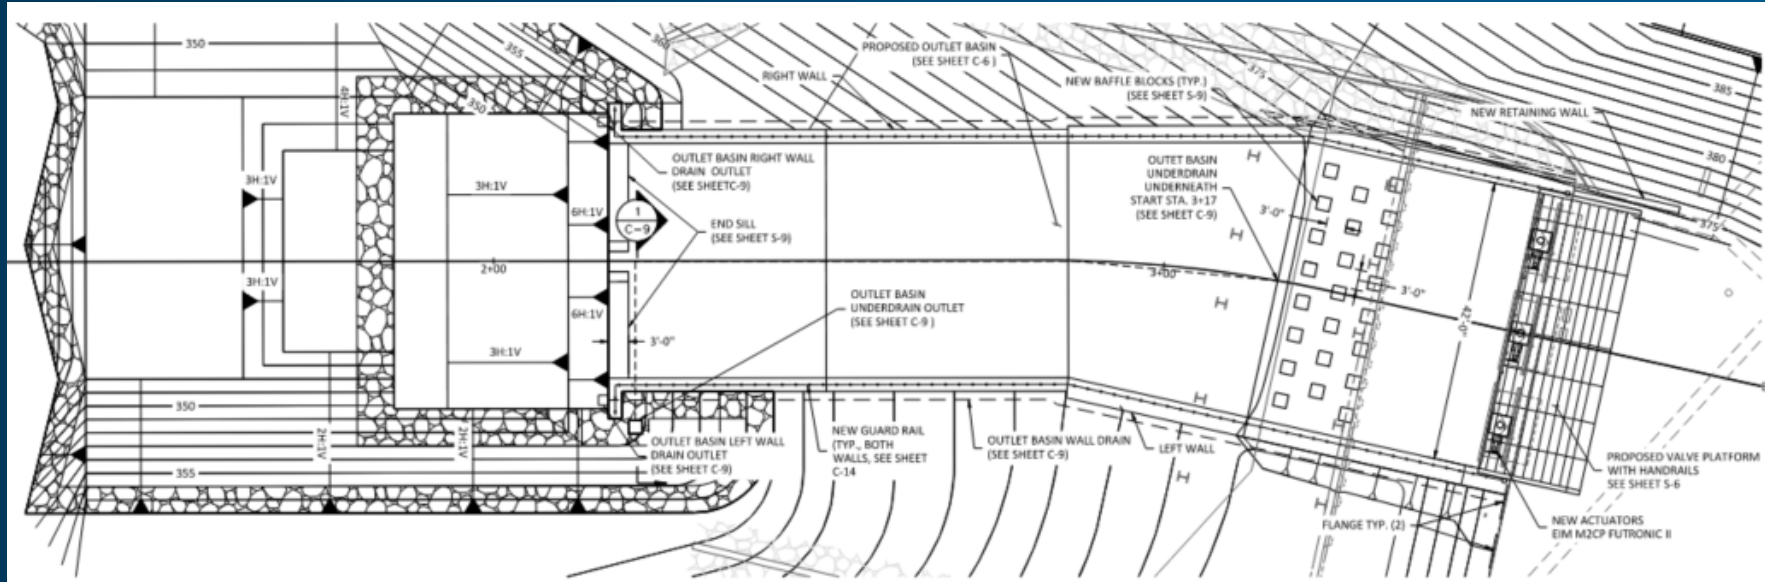 350
355
360
350
4H:1V
3H:1V
3H:1V
3H:1V
3H:1V
6H:1V
6H:1V
2+00
350
355
2H:1V
2H:1V
RIGHT WALL
PROPOSED OUTLET BASIN
(SEE SHEET C-6 )
NEW BAFFLE BLOCKS (TYP.)
(SEE SHEET S-9)
375
385
NEW RETAINING WALL
380
375
OUTLET BASIN RIGHT WALL
DRAIN OUTLET
(SEE SHEETC-9)
1
C-9
END SILL
(SEE SHEET S-9)
OUTET BASIN
UNDERDRAIN
UNDERNEATH
START STA. 3+17
(SEE SHEET C-9)
3'-0"
3+00
3'-0"
42'-0"
OUTLET BASIN
UNDERDRAIN OUTLET
(SEE SHEET C-9 )
3'-0"
OUTLET BASIN LEFT WALL
DRAIN OUTLET
(SEE SHEET C-9)
NEW GUARD RAIL
(TYP., BOTH
WALLS, SEE SHEET
C-14
OUTLET BASIN WALL DRAIN
(SEE SHEET C-9)
LEFT WALL
PROPOSED VALVE PLATFORM
WITH HANDRAILS
SEE SHEET S-6
FLANGE TYP. (2)
NEW ACTUATORS
EIM M2CP FUTRONIC II